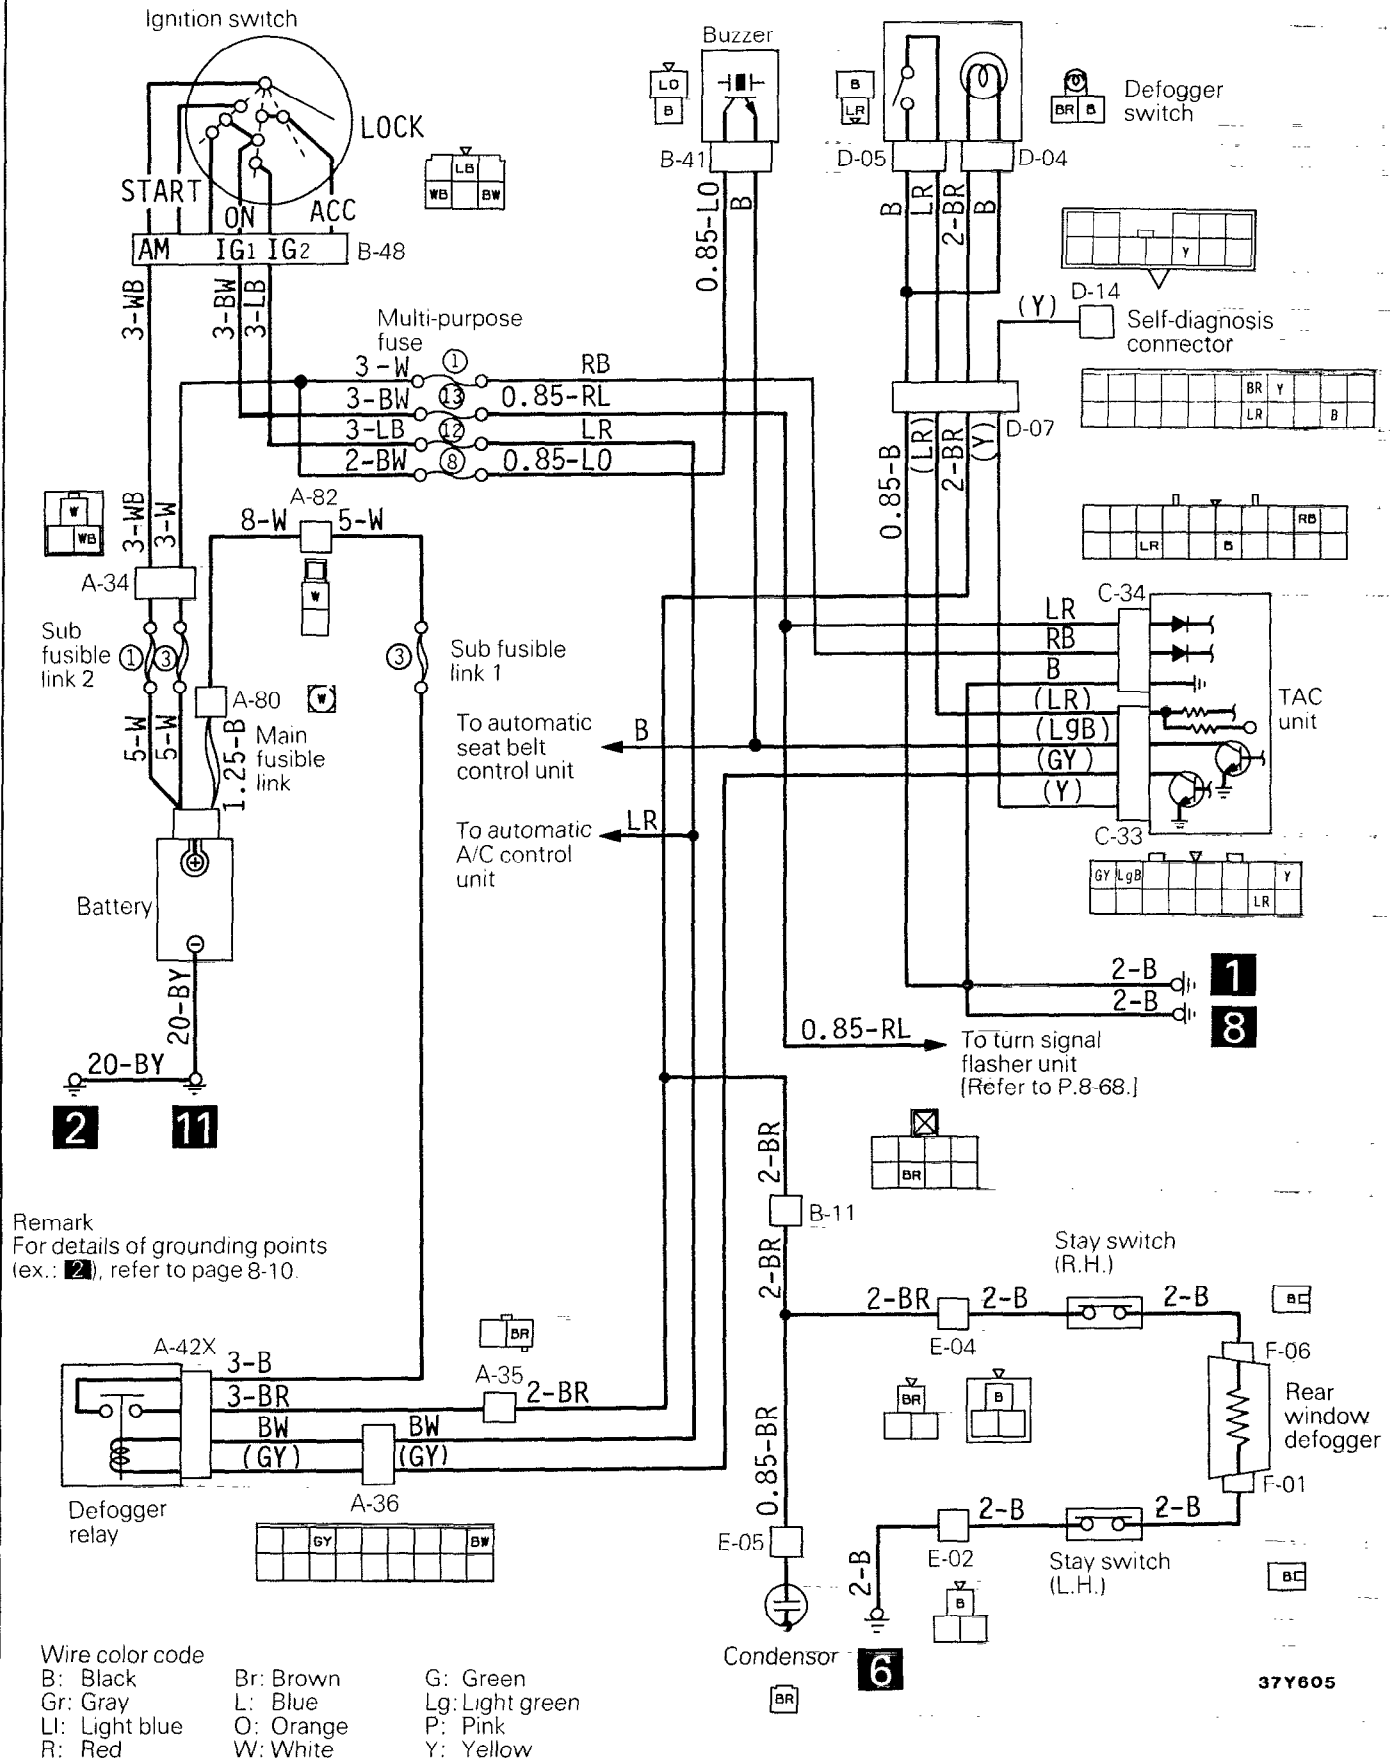 Ignition switch
LOCK
START
ON
ACC
AM IG1 IG2
B-48
LB
WB BW
Buzzer
LO
B
B-41
B
LR
D-05
D-04
BR B
Defogger
switch
3-WB
3-BW
3-LB
0.85-LO
B
B
LR
2-BR
B
Y
D-14
(Y)
Self-diagnosis
connector
Multi-purpose
fuse
3-W 1 RB
3-BW 13 0.85-RL
3-LB 12 LR
2-BW 8 0.85-LO
BR Y
LR B
D-07
0.85-B
(LR)
2-BR
(Y)
W
WB
3-WB
3-W
A-82
8-W 5-W
W
A-34
RB
LR B
Sub
fusible
link 2
1 3
3
Sub fusible
link 1
A-80
W
5-W
5-W
1.25-B
Main
fusible
link
C-34
LR
RB
B
(LR)
(LgB)
(GY)
(Y)
C-33
TAC
unit
GY LgB Y
LR
To automatic
seat belt
control unit
B
To automatic
A/C control
unit
LR
Battery
20-BY
20-BY
2 11
2-B 1
2-B 8
0.85-RL
To turn signal
flasher unit
[Refer to P.8-68.]
BR
2-BR
B-11
2-BR
Remark
For details of grounding points
(ex.: 2), refer to page 8-10.
Stay switch
(R.H.)
2-BR 2-B 2-B
E-04
B
F-06
BR
B
Rear
window
defogger
F-01
A-42X
3-B
3-BR
BW
(GY)
BR
A-35
2-BR
BW
(GY)
A-36
Defogger
relay
GY BW
0.85-BR
E-05
Condensor
BR
2-B 2-B
E-02
Stay switch
(L.H.)
B
2-B
6
B
37Y605
Wire color code
B: Black Br: Brown G: Green
Gr: Gray L: Blue Lg: Light green
Ll: Light blue O: Orange P: Pink
R: Red W: White Y: Yellow